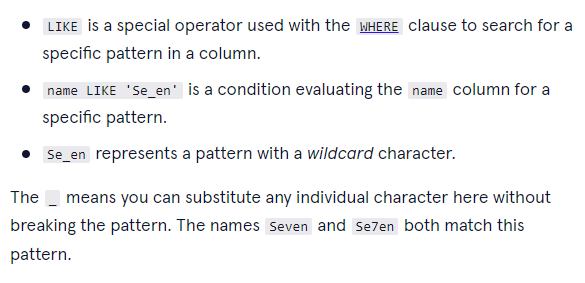 LIKE is a special operator used with the WHERE clause to search for a
specific pattern in a column.
name LIKE 'Se_en' is a condition evaluating the name column for a
specific pattern.
Se_en represents a pattern with a wildcard character.
The _ means you can substitute any individual character here without
breaking the pattern. The names Seven and Se7en both match this
pattern.